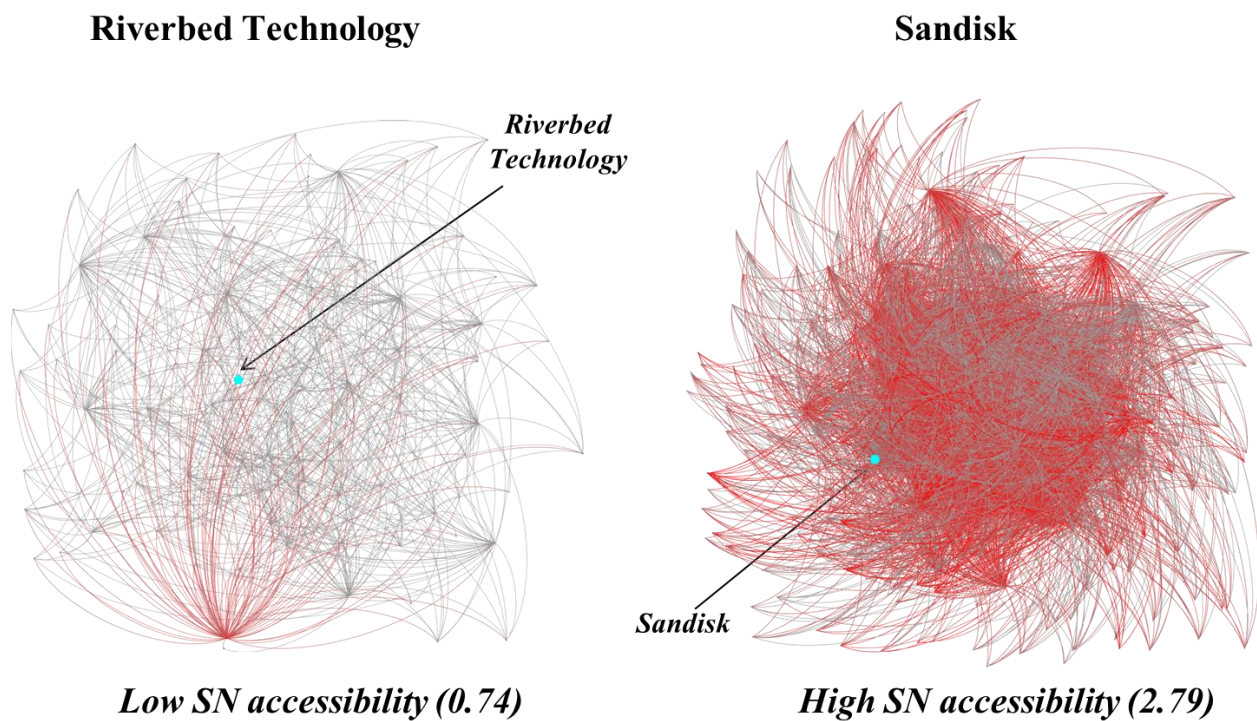 Riverbed Technology
Sandisk
Riverbed
Technology
Sandisk
Low SN accessibility (0.74)
High SN accessibility (2.79)